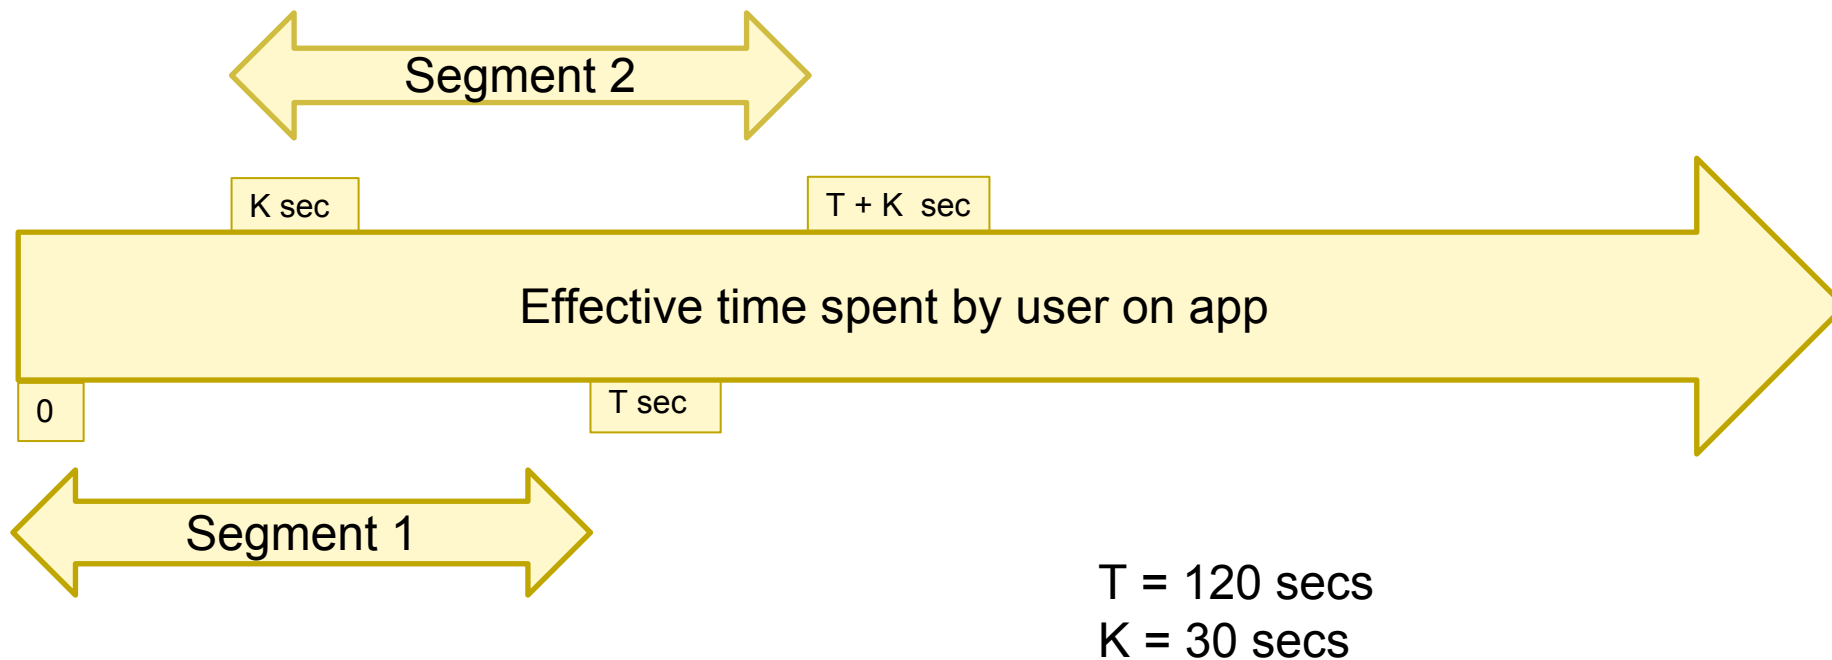 Segment 2
K sec
T + K sec
Effective time spent by user on app
0
T sec
Segment 1
T = 120 secs
K = 30 secs